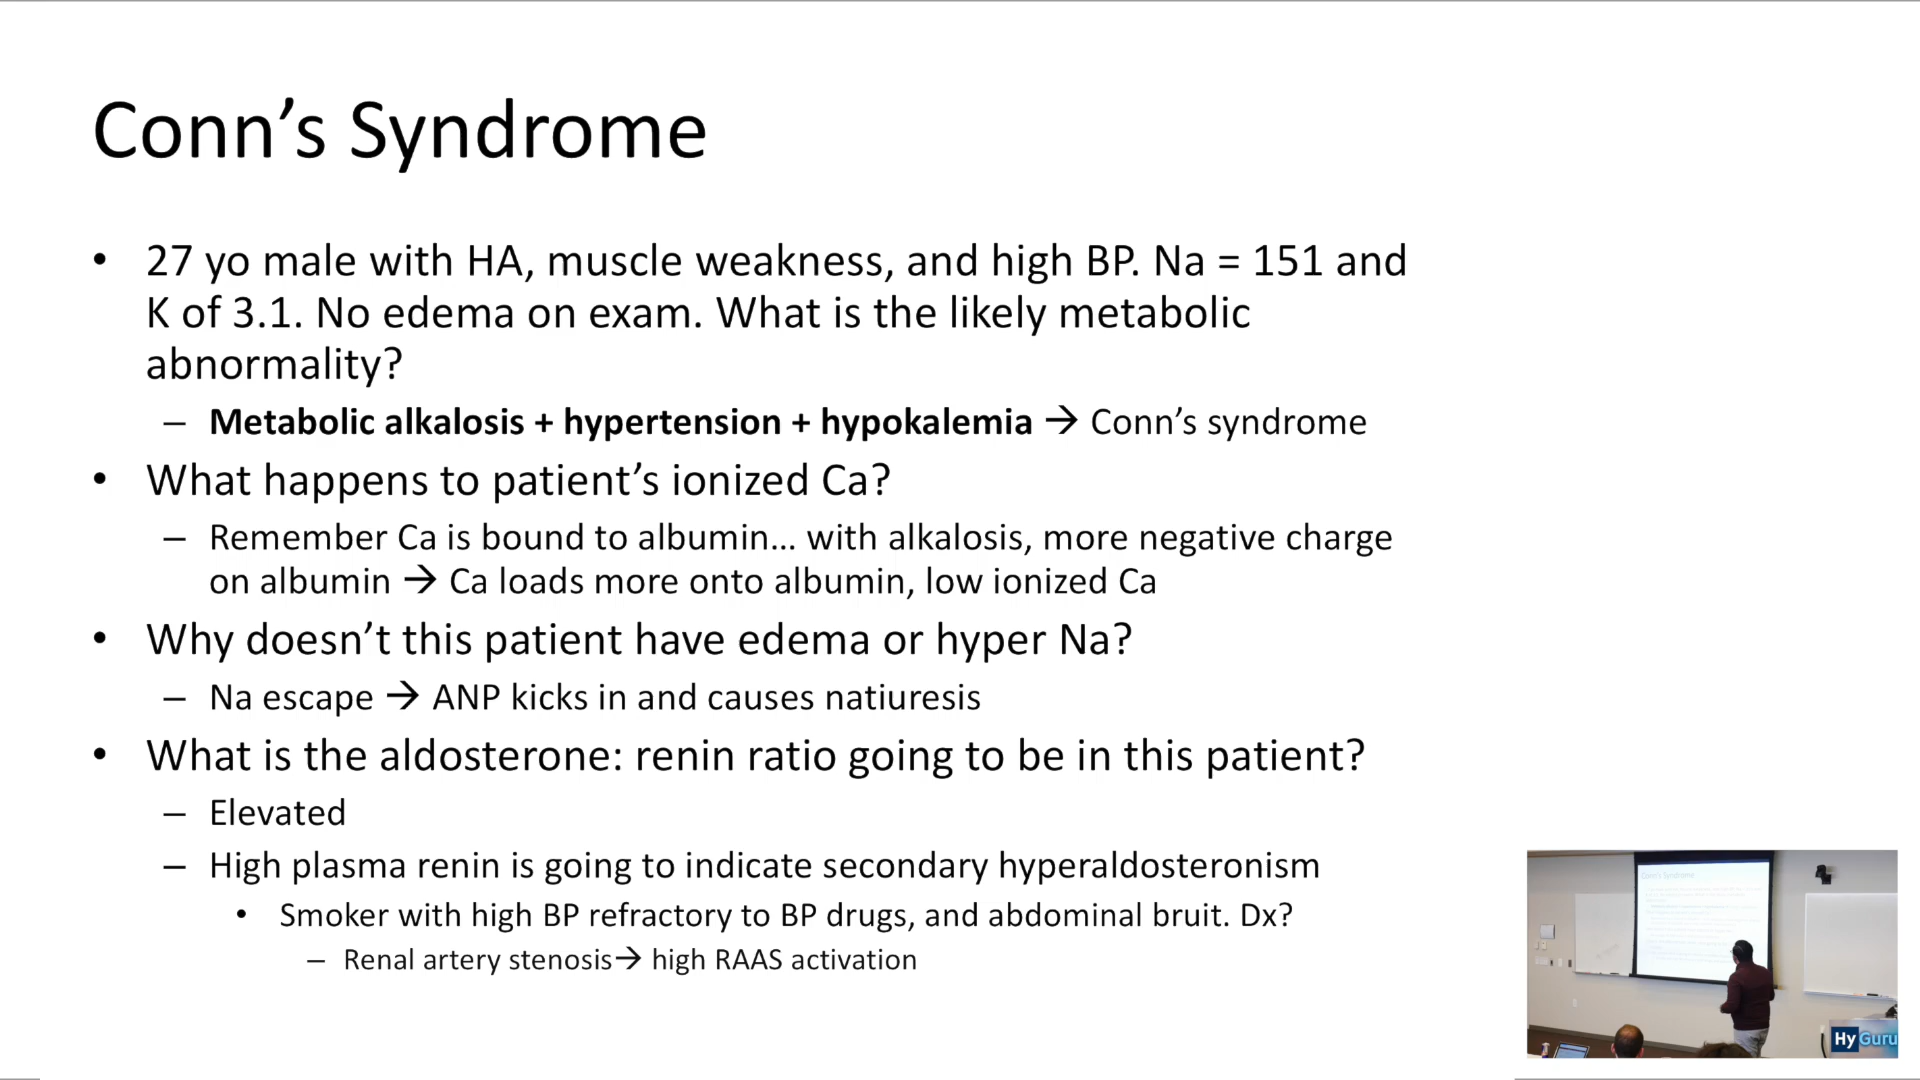 Conn’s Syndrome
• 27 yo male with HA, muscle weakness, and high BP. Na = 151 and
K of 3.1. No edema on exam. What is the likely metabolic
abnormality?
– Metabolic alkalosis + hypertension + hypokalemia → Conn’s syndrome
• What happens to patient’s ionized Ca?
– Remember Ca is bound to albumin… with alkalosis, more negative charge
on albumin → Ca loads more onto albumin, low ionized Ca
• Why doesn’t this patient have edema or hyper Na?
– Na escape → ANP kicks in and causes natiuresis
• What is the aldosterone: renin ratio going to be in this patient?
– Elevated
– High plasma renin is going to indicate secondary hyperaldosteronism
• Smoker with high BP refractory to BP drugs, and abdominal bruit. Dx?
– Renal artery stenosis→ high RAAS activation
Conn's Syndrome
HyGuru